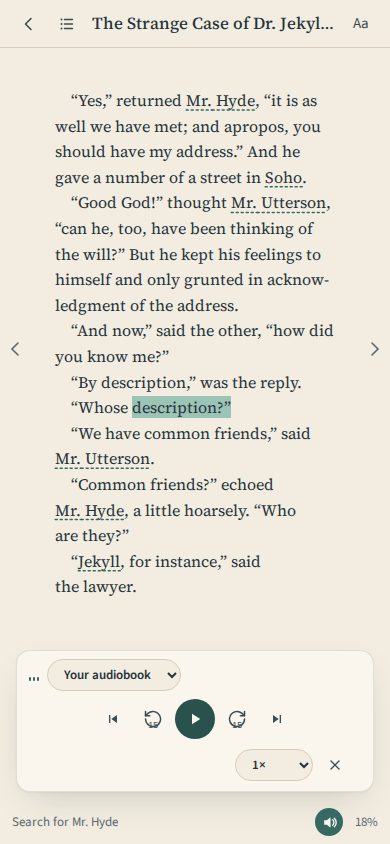 The Strange Case of Dr. Jekyl...
Aa
“Yes,” returned Mr. Hyde, “it is as
well we have met; and apropos, you
should have my address.” And he
gave a number of a street in Soho.
“Good God!” thought Mr. Utterson,
“can he, too, have been thinking of
the will?” But he kept his feelings to
himself and only grunted in acknow-
ledgment of the address.
“And now,” said the other, “how did
you know me?”
“By description,” was the reply.
“Whose description?”
“We have common friends,” said
Mr. Utterson.
“Common friends?” echoed
Mr. Hyde, a little hoarsely. “Who
are they?”
“Jekyll, for instance,” said
the lawyer.
Your audiobook
15
15
1×
Search for Mr. Hyde
18%